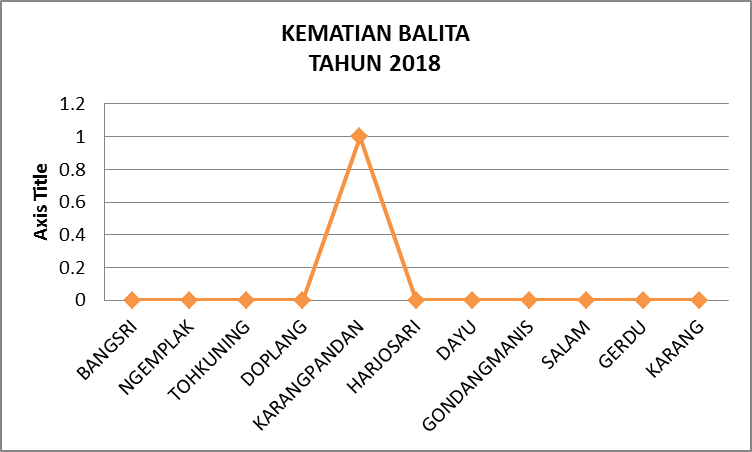 KEMATIAN BALITA
TAHUN 2018
1.2
1
0.8
0.6
0.4
0.2
0
Axis Title
BANGSRI
NGEMPLAK
TOHKUNING
DOPLANG
KARANGPANDAN
HARJOSARI
DAYU
GONDANGMANIS
SALAM
GERDU
KARANG